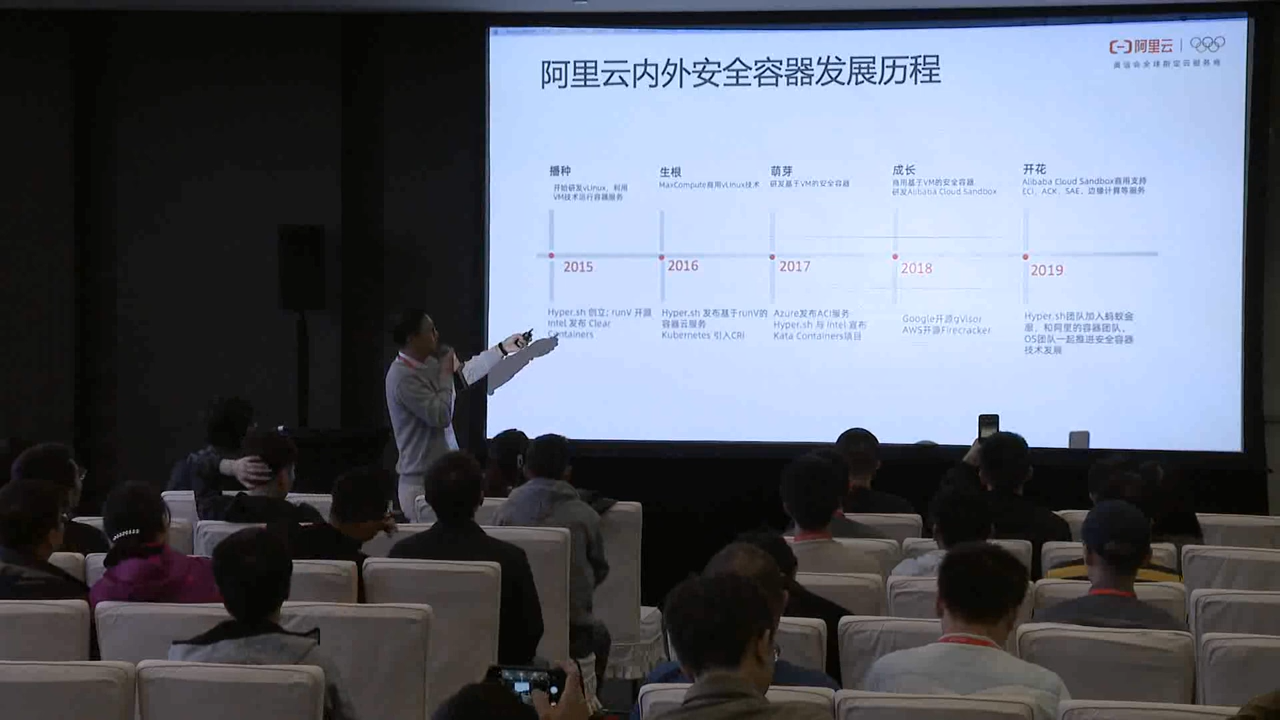 阿里云
奥运会全球指定云服务商
阿里云内外安全容器发展历程
播种
开始研发vLinux，利用
VM技术运行容器服务
生根
MaxCompute商用vLinux技术
萌芽
研发基于VM的安全容器
成长
商用基于VM的安全容器
研发Alibaba Cloud Sandbox
开花
Alibaba Cloud Sandbox商用支持
ECI、ACK、SAE、边缘计算等服务
2015
2016
2017
2018
2019
Hyper.sh 创立；runV 开源
Intel 发布 Clear
Containers
Hyper.sh 发布基于runV的
容器云服务
Kubernetes 引入CRI
Azure发布ACI服务
Hyper.sh 与 Intel 宣布
Kata Containers项目
Google开源gVisor
AWS开源Firecracker
Hyper.sh团队加入蚂蚁金
服，和阿里的容器团队、
OS团队一起推进安全容器
技术发展